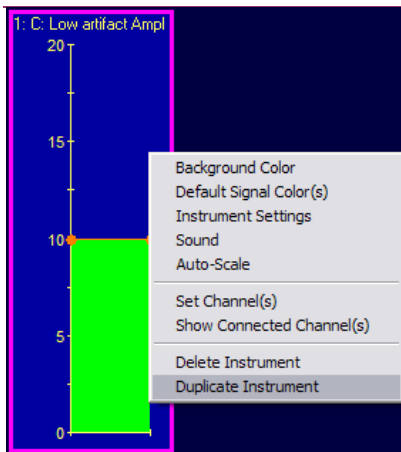 1: C: Low artifact Ampl
20
15
10
5
0
Background Color
Default Signal Color(s)
Instrument Settings
Sound
Auto-Scale
Set Channel(s)
Show Connected Channel(s)
Delete Instrument
Duplicate Instrument